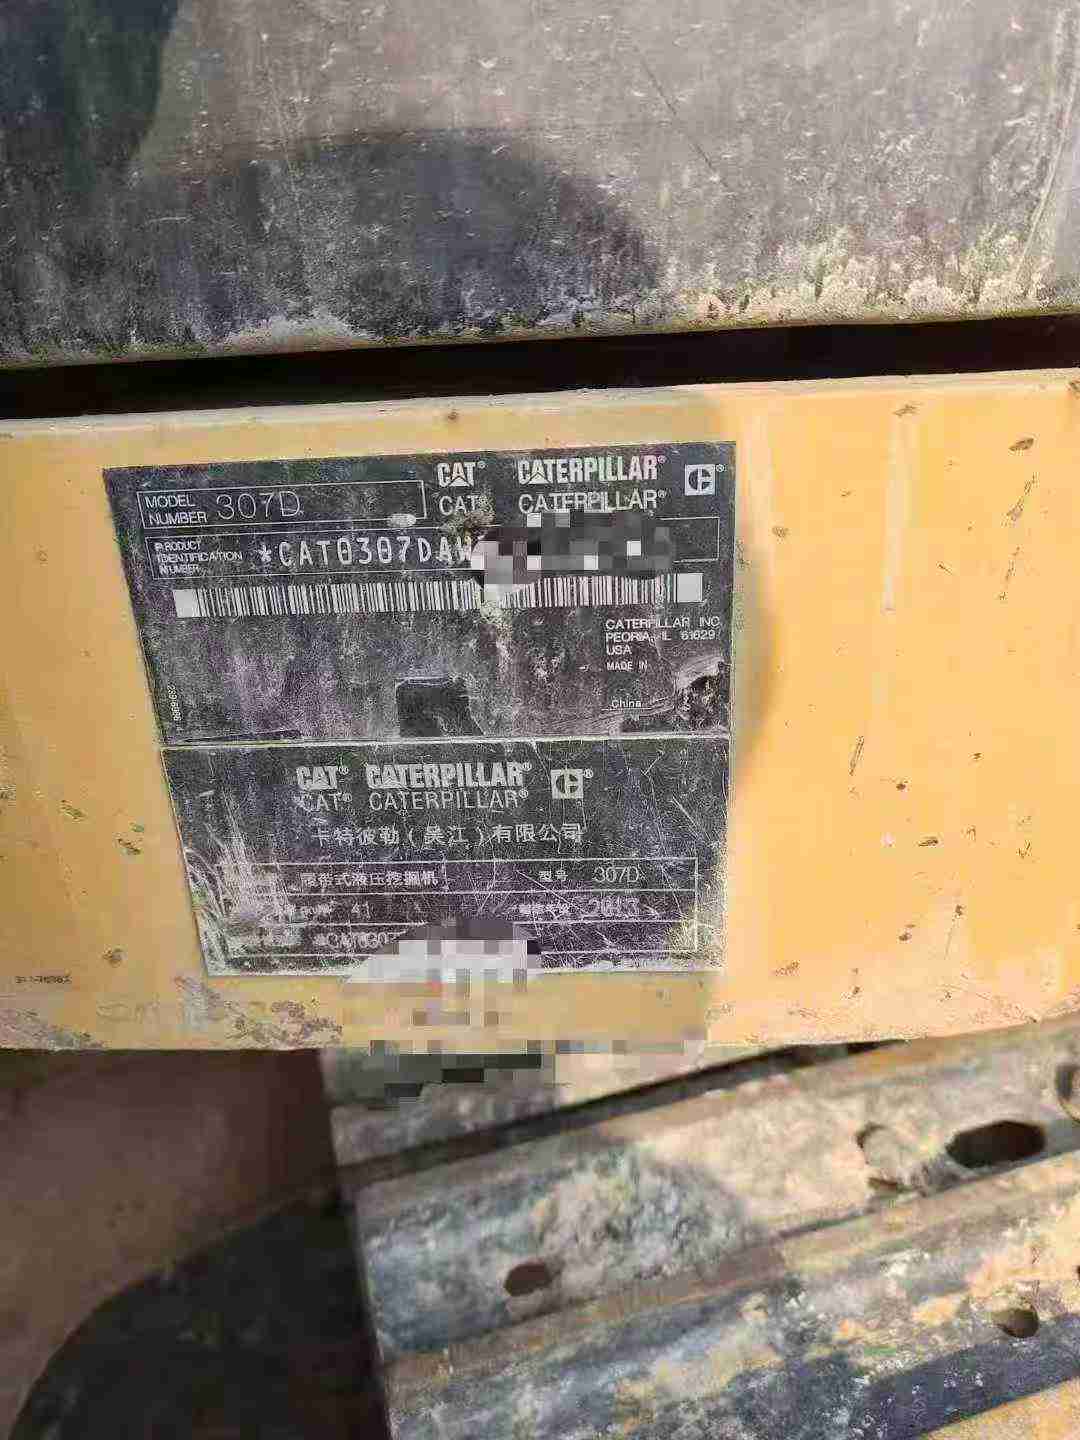 CAT® CATERPILLAR® C®
CAT® CATERPILLAR®
MODEL NUMBER 307D
PRODUCT IDENTIFICATION NUMBER *CAT0307DAW
CATERPILLAR INC
PEORIA, IL 61629
USA
MADE IN
China
CAT® CATERPILLAR® C®
CAT® CATERPILLAR®
卡特彼勒(吴江)有限公司
履带式液压挖掘机 型号 307D
41 2013
*CAT0307